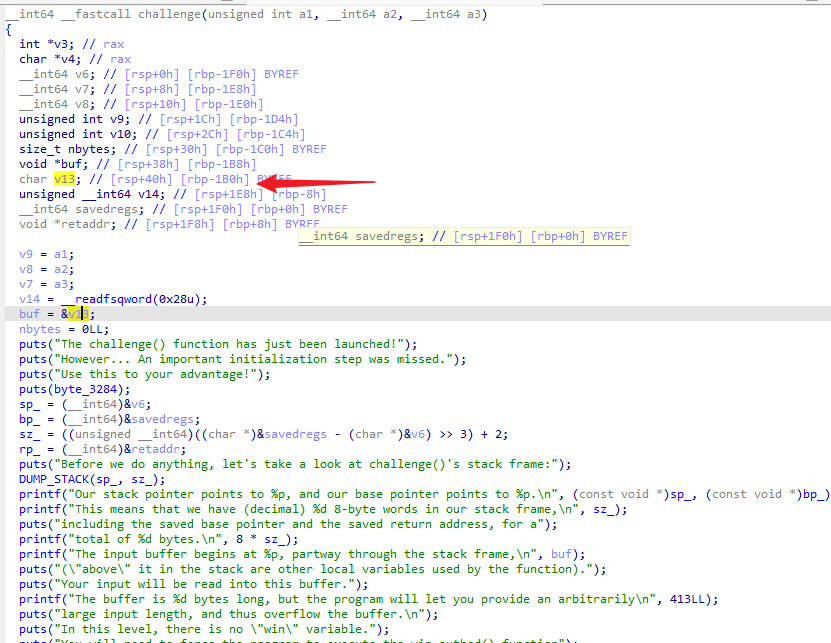 __int64 __fastcall challenge(unsigned int a1, __int64 a2, __int64 a3)
{
int *v3; // rax
char *v4; // rax
__int64 v6; // [rsp+0h] [rbp-1F0h] BYREF
__int64 v7; // [rsp+8h] [rbp-1E8h]
__int64 v8; // [rsp+10h] [rbp-1E0h]
unsigned int v9; // [rsp+1Ch] [rbp-1D4h]
unsigned int v10; // [rsp+2Ch] [rbp-1C4h]
size_t nbytes; // [rsp+30h] [rbp-1C0h] BYREF
void *buf; // [rsp+38h] [rbp-1B8h]
char v13; // [rsp+40h] [rbp-1B0h] BYREF
unsigned __int64 v14; // [rsp+1E8h] [rbp-8h]
__int64 savedregs; // [rsp+1F0h] [rbp+0h] BYREF
void *retaddr; // [rsp+1F8h] [rbp+8h] BYREF
__int64 savedregs; // [rsp+1F0h] [rbp+0h] BYREF
v9 = a1;
v8 = a2;
v7 = a3;
v14 = __readfsqword(0x28u);
buf = &v13;
nbytes = 0LL;
puts("The challenge() function has just been launched!");
puts("However... An important initialization step was missed.");
puts("Use this to your advantage!");
puts(byte_3284);
sp_ = (__int64)&v6;
bp_ = (__int64)&savedregs;
sz_ = ((unsigned __int64)((char *)&savedregs - (char *)&v6) >> 3) + 2;
rp_ = (__int64)&retaddr;
puts("Before we do anything, let's take a look at challenge()'s stack frame:");
DUMP_STACK(sp_, sz_);
printf("Our stack pointer points to %p, and our base pointer points to %p.\n", (const void *)sp_, (const void *)bp_)
printf("This means that we have (decimal) %d 8-byte words in our stack frame,\n", sz_);
puts("including the saved base pointer and the saved return address, for a");
printf("total of %d bytes.\n", 8 * sz_);
printf("The input buffer begins at %p, partway through the stack frame,\n", buf);
puts("(\"above\" it in the stack are other local variables used by the function).");
puts("Your input will be read into this buffer.");
printf("The buffer is %d bytes long, but the program will let you provide an arbitrarily\n", 413LL);
puts("large input length, and thus overflow the buffer.\n");
puts("In this level, there is no \"win\" variable.");